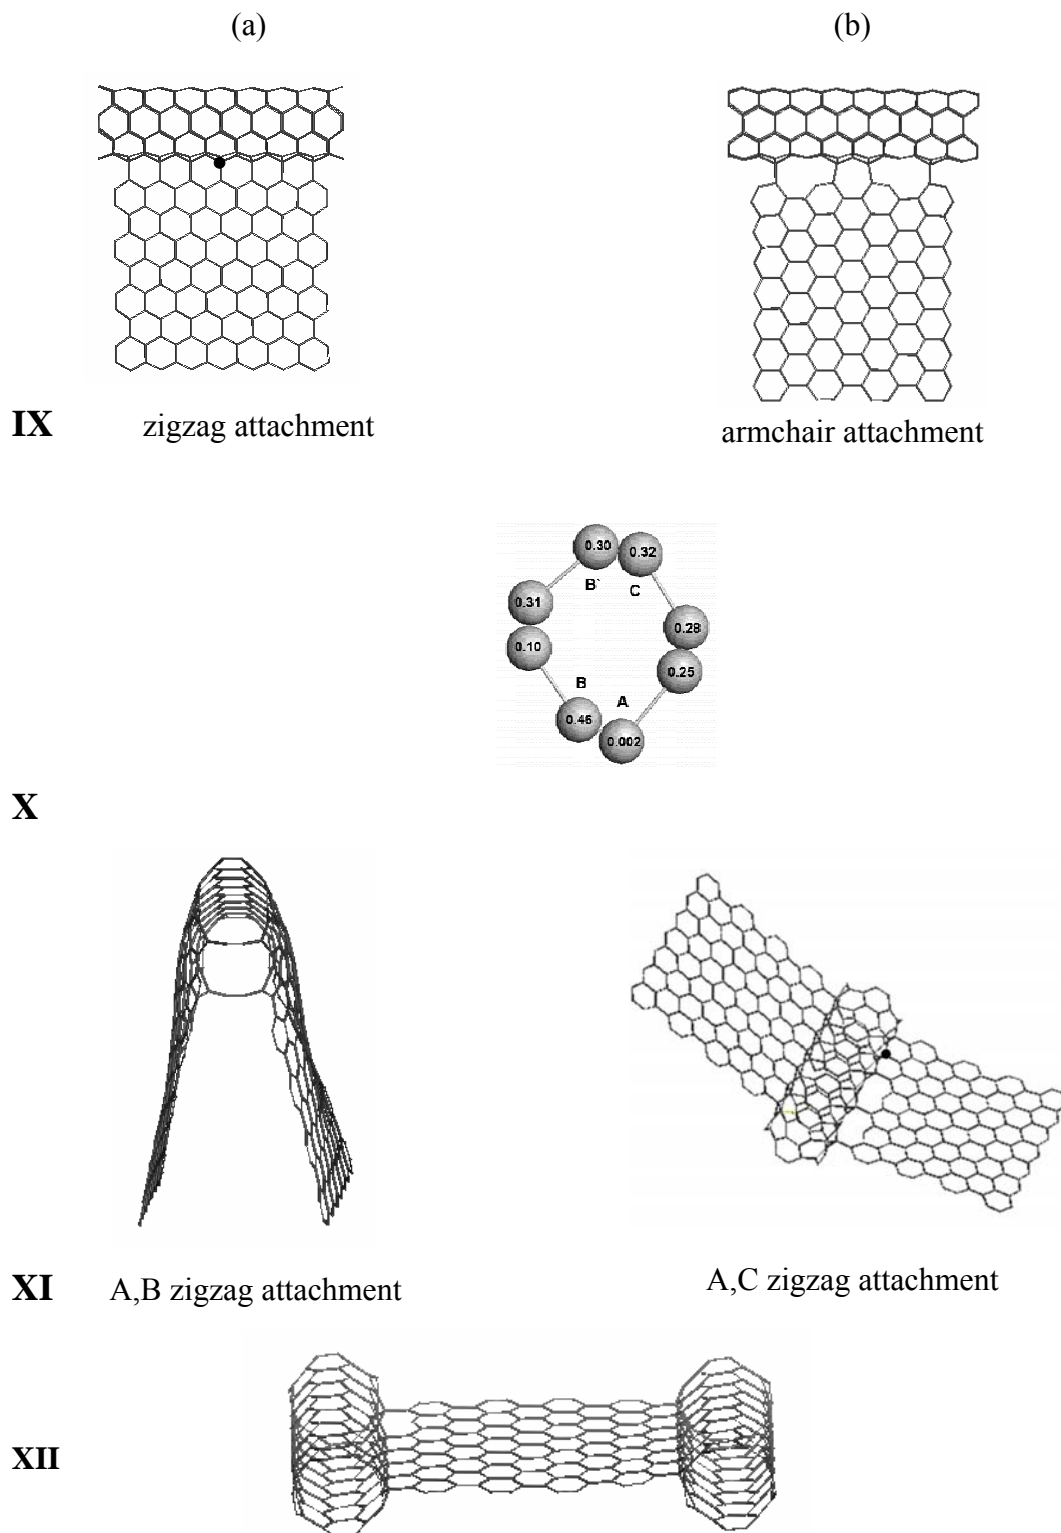 (a) (b)
IX zigzag attachment armchair attachment
0.30 0.32
B` C
0.31
0.28
0.10 0.25
B A
0.46
0.002
X
XI A,B zigzag attachment A,C zigzag attachment
XII